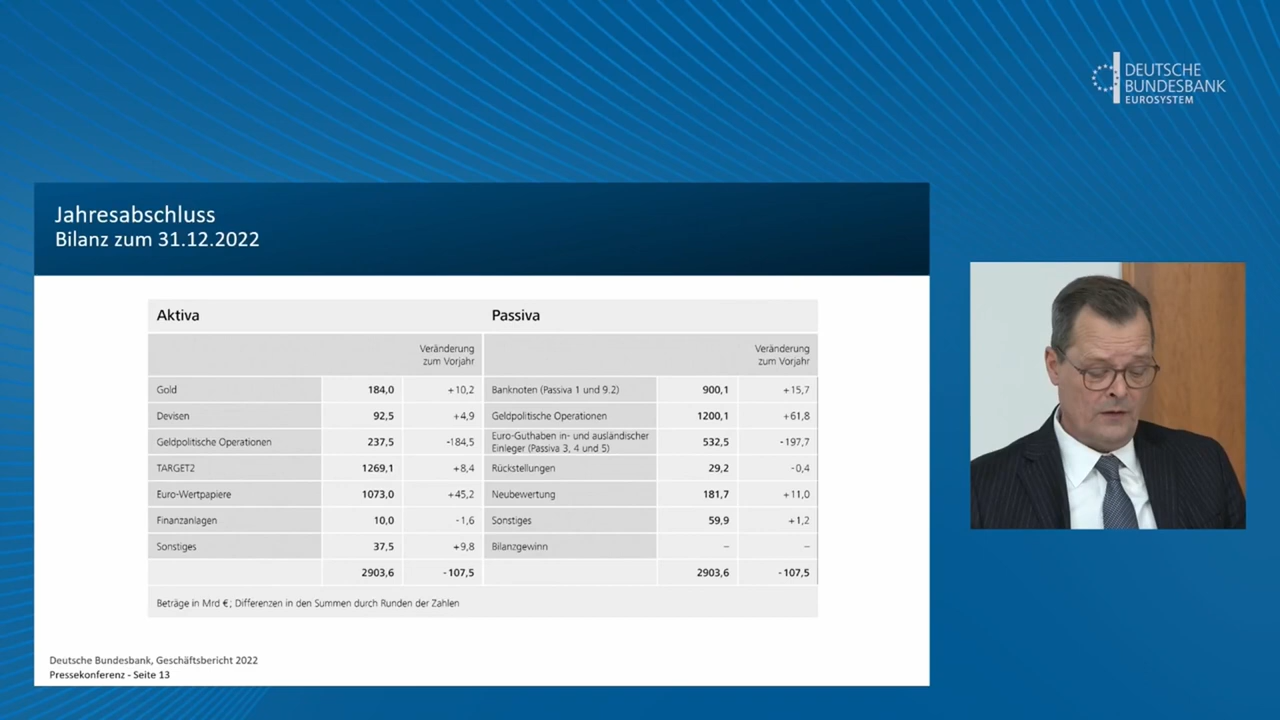 DEUTSCHE
BUNDESBANK
EUROSYSTEM
Jahresabschluss
Bilanz zum 31.12.2022
Aktiva Passiva
Veränderung zum Vorjahr Veränderung zum Vorjahr
Gold 184,0 +10,2 Banknoten (Passiva 1 und 9.2) 900,1 +15,7
Devisen 92,5 +4,9 Geldpolitische Operationen 1200,1 +61,8
Geldpolitische Operationen 237,5 -184,5 Euro-Guthaben in- und ausländischer Einleger (Passiva 3, 4 und 5) 532,5 -197,7
TARGET2 1269,1 +8,4 Rückstellungen 29,2 -0,4
Euro-Wertpapiere 1073,0 +45,2 Neubewertung 181,7 +11,0
Finanzanlagen 10,0 -1,6 Sonstiges 59,9 +1,2
Sonstiges 37,5 +9,8 Bilanzgewinn – –
2903,6 -107,5 2903,6 -107,5
Beträge in Mrd €; Differenzen in den Summen durch Runden der Zahlen
Deutsche Bundesbank, Geschäftsbericht 2022
Pressekonferenz - Seite 13